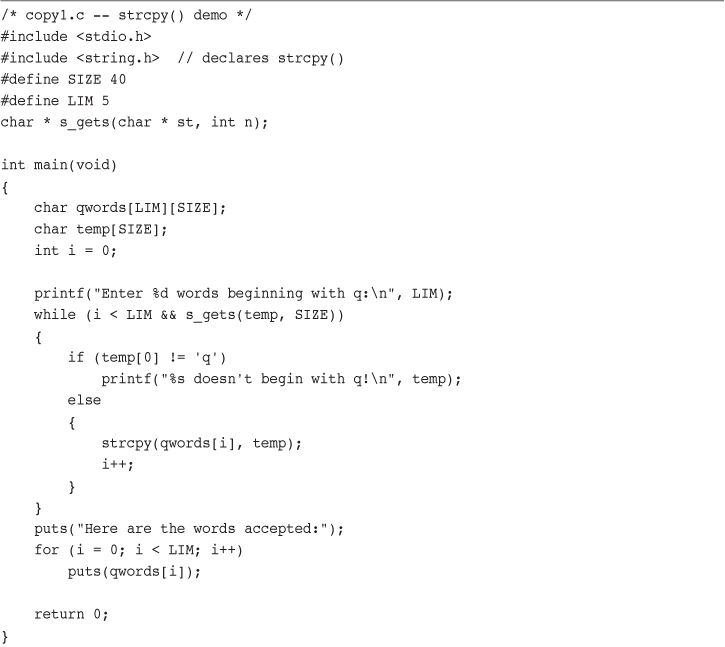 /* copy1.c -- strcpy() demo */
#include <stdio.h>
#include <string.h>  // declares strcpy()
#define SIZE 40
#define LIM 5
char * s_gets(char * st, int n);

int main(void)
{
    char qwords[LIM][SIZE];
    char temp[SIZE];
    int i = 0;

    printf("Enter %d words beginning with q:\n", LIM);
    while (i < LIM && s_gets(temp, SIZE))
    {
        if (temp[0] != 'q')
            printf("%s doesn't begin with q!\n", temp);
        else
        {
            strcpy(qwords[i], temp);
            i++;
        }
    }
    puts("Here are the words accepted:");
    for (i = 0; i < LIM; i++)
        puts(qwords[i]);

    return 0;
}